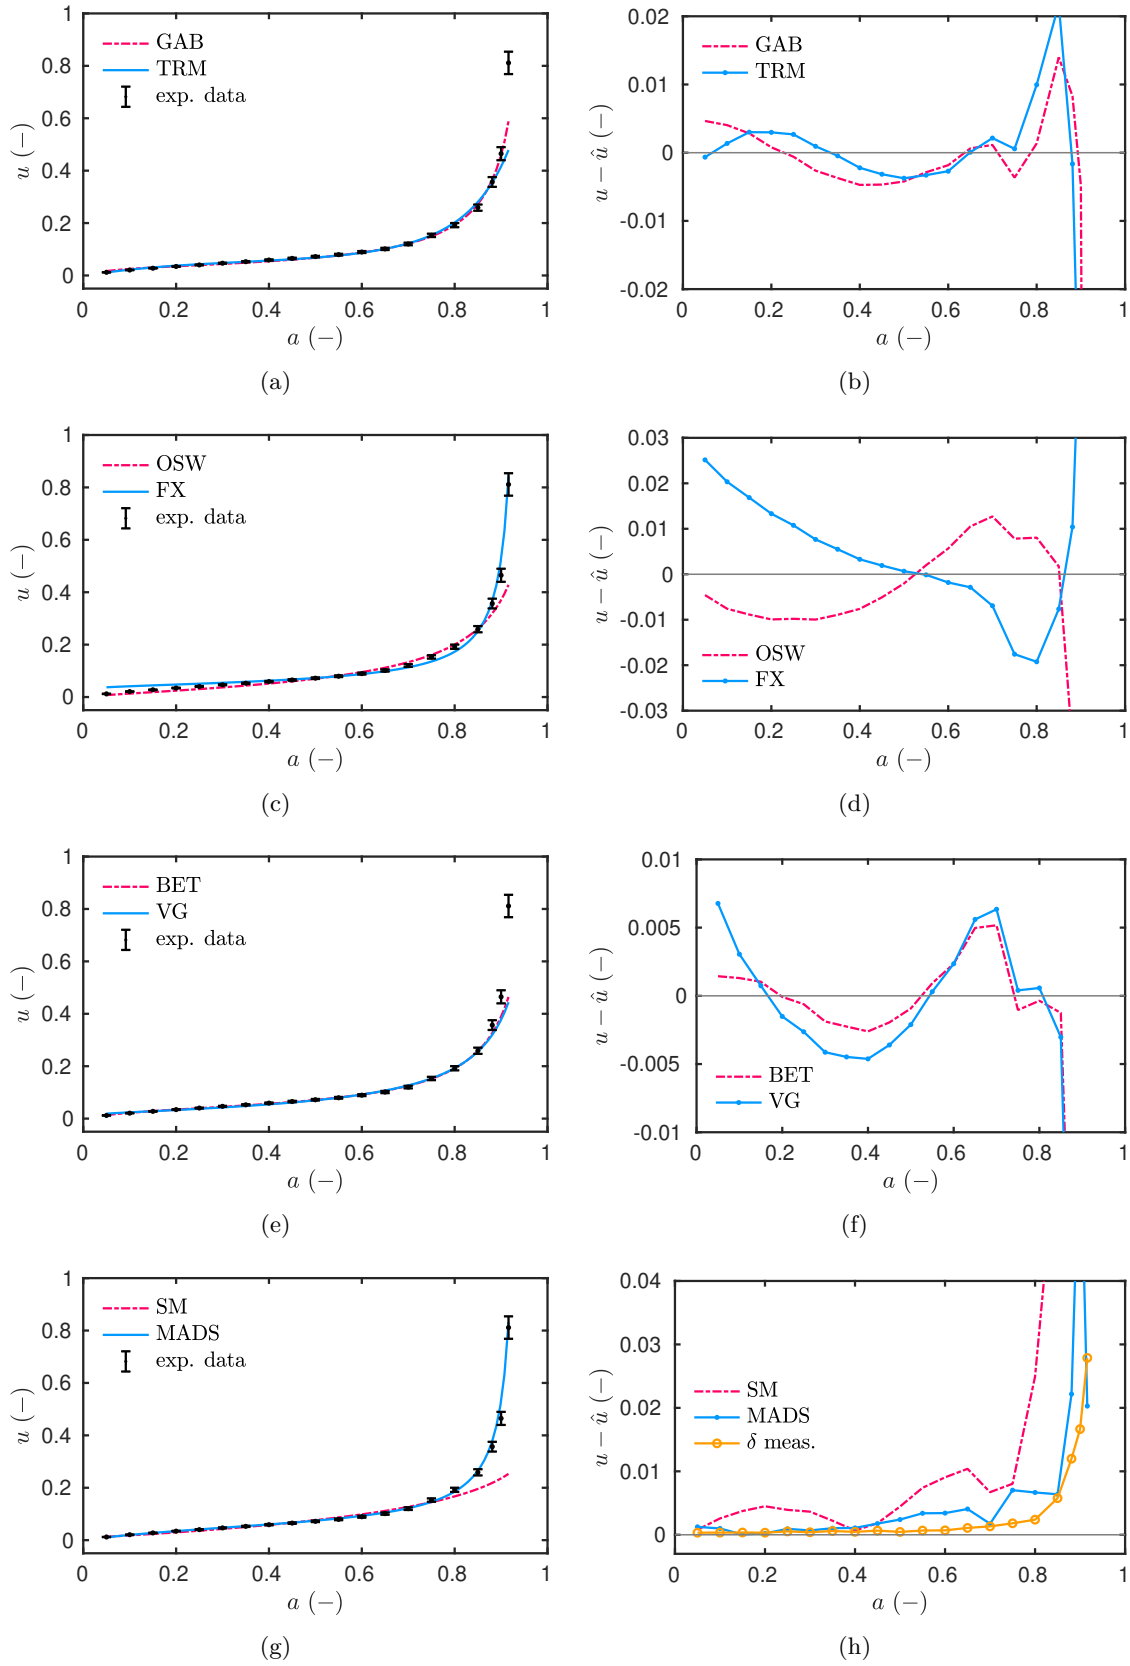 1
0.8
0.6
0.4
0.2
0
0 0.2 0.4 0.6 0.8 1
u (−)
a (−)
GAB
TRM
exp. data
(a)
0.02
0.01
0
-0.01
-0.02
0 0.2 0.4 0.6 0.8 1
u − û (−)
a (−)
GAB
TRM
(b)
1
0.8
0.6
0.4
0.2
0
0 0.2 0.4 0.6 0.8 1
u (−)
a (−)
OSW
FX
exp. data
(c)
0.03
0.02
0.01
0
-0.01
-0.02
-0.03
0 0.2 0.4 0.6 0.8 1
u − û (−)
a (−)
OSW
FX
(d)
1
0.8
0.6
0.4
0.2
0
0 0.2 0.4 0.6 0.8 1
u (−)
a (−)
BET
VG
exp. data
(e)
0.01
0.005
0
-0.005
-0.01
0 0.2 0.4 0.6 0.8 1
u − û (−)
a (−)
BET
VG
(f)
1
0.8
0.6
0.4
0.2
0
0 0.2 0.4 0.6 0.8 1
u (−)
a (−)
SM
MADS
exp. data
(g)
0.04
0.03
0.02
0.01
0
0 0.2 0.4 0.6 0.8 1
u − û (−)
a (−)
SM
MADS
δ meas.
(h)